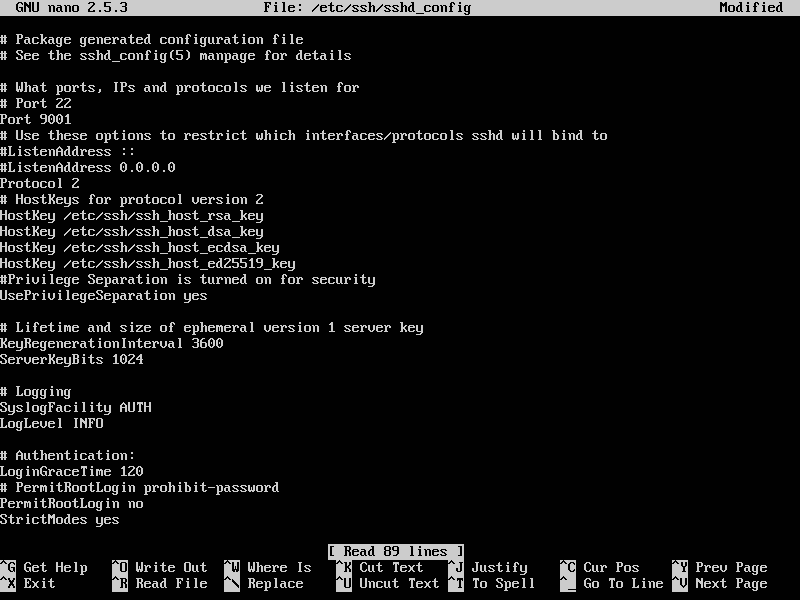 GNU nano 2.5.3 File: /etc/ssh/sshd_config Modified
# Package generated configuration file
# See the sshd_config(5) manpage for details
# What ports, IPs and protocols we listen for
# Port 22
Port 9001
# Use these options to restrict which interfaces/protocols sshd will bind to
#ListenAddress ::
#ListenAddress 0.0.0.0
Protocol 2
# HostKeys for protocol version 2
HostKey /etc/ssh/ssh_host_rsa_key
HostKey /etc/ssh/ssh_host_dsa_key
HostKey /etc/ssh/ssh_host_ecdsa_key
HostKey /etc/ssh/ssh_host_ed25519_key
#Privilege Separation is turned on for security
UsePrivilegeSeparation yes
# Lifetime and size of ephemeral version 1 server key
KeyRegenerationInterval 3600
ServerKeyBits 1024
# Logging
SyslogFacility AUTH
LogLevel INFO
# Authentication:
LoginGraceTime 120
# PermitRootLogin prohibit-password
PermitRootLogin no
StrictModes yes
[ Read 89 lines ]
^G Get Help ^O Write Out ^W Where Is ^K Cut Text ^J Justify ^C Cur Pos ^Y Prev Page
^X Exit ^R Read File ^\ Replace ^U Uncut Text ^T To Spell ^_ Go To Line ^V Next Page